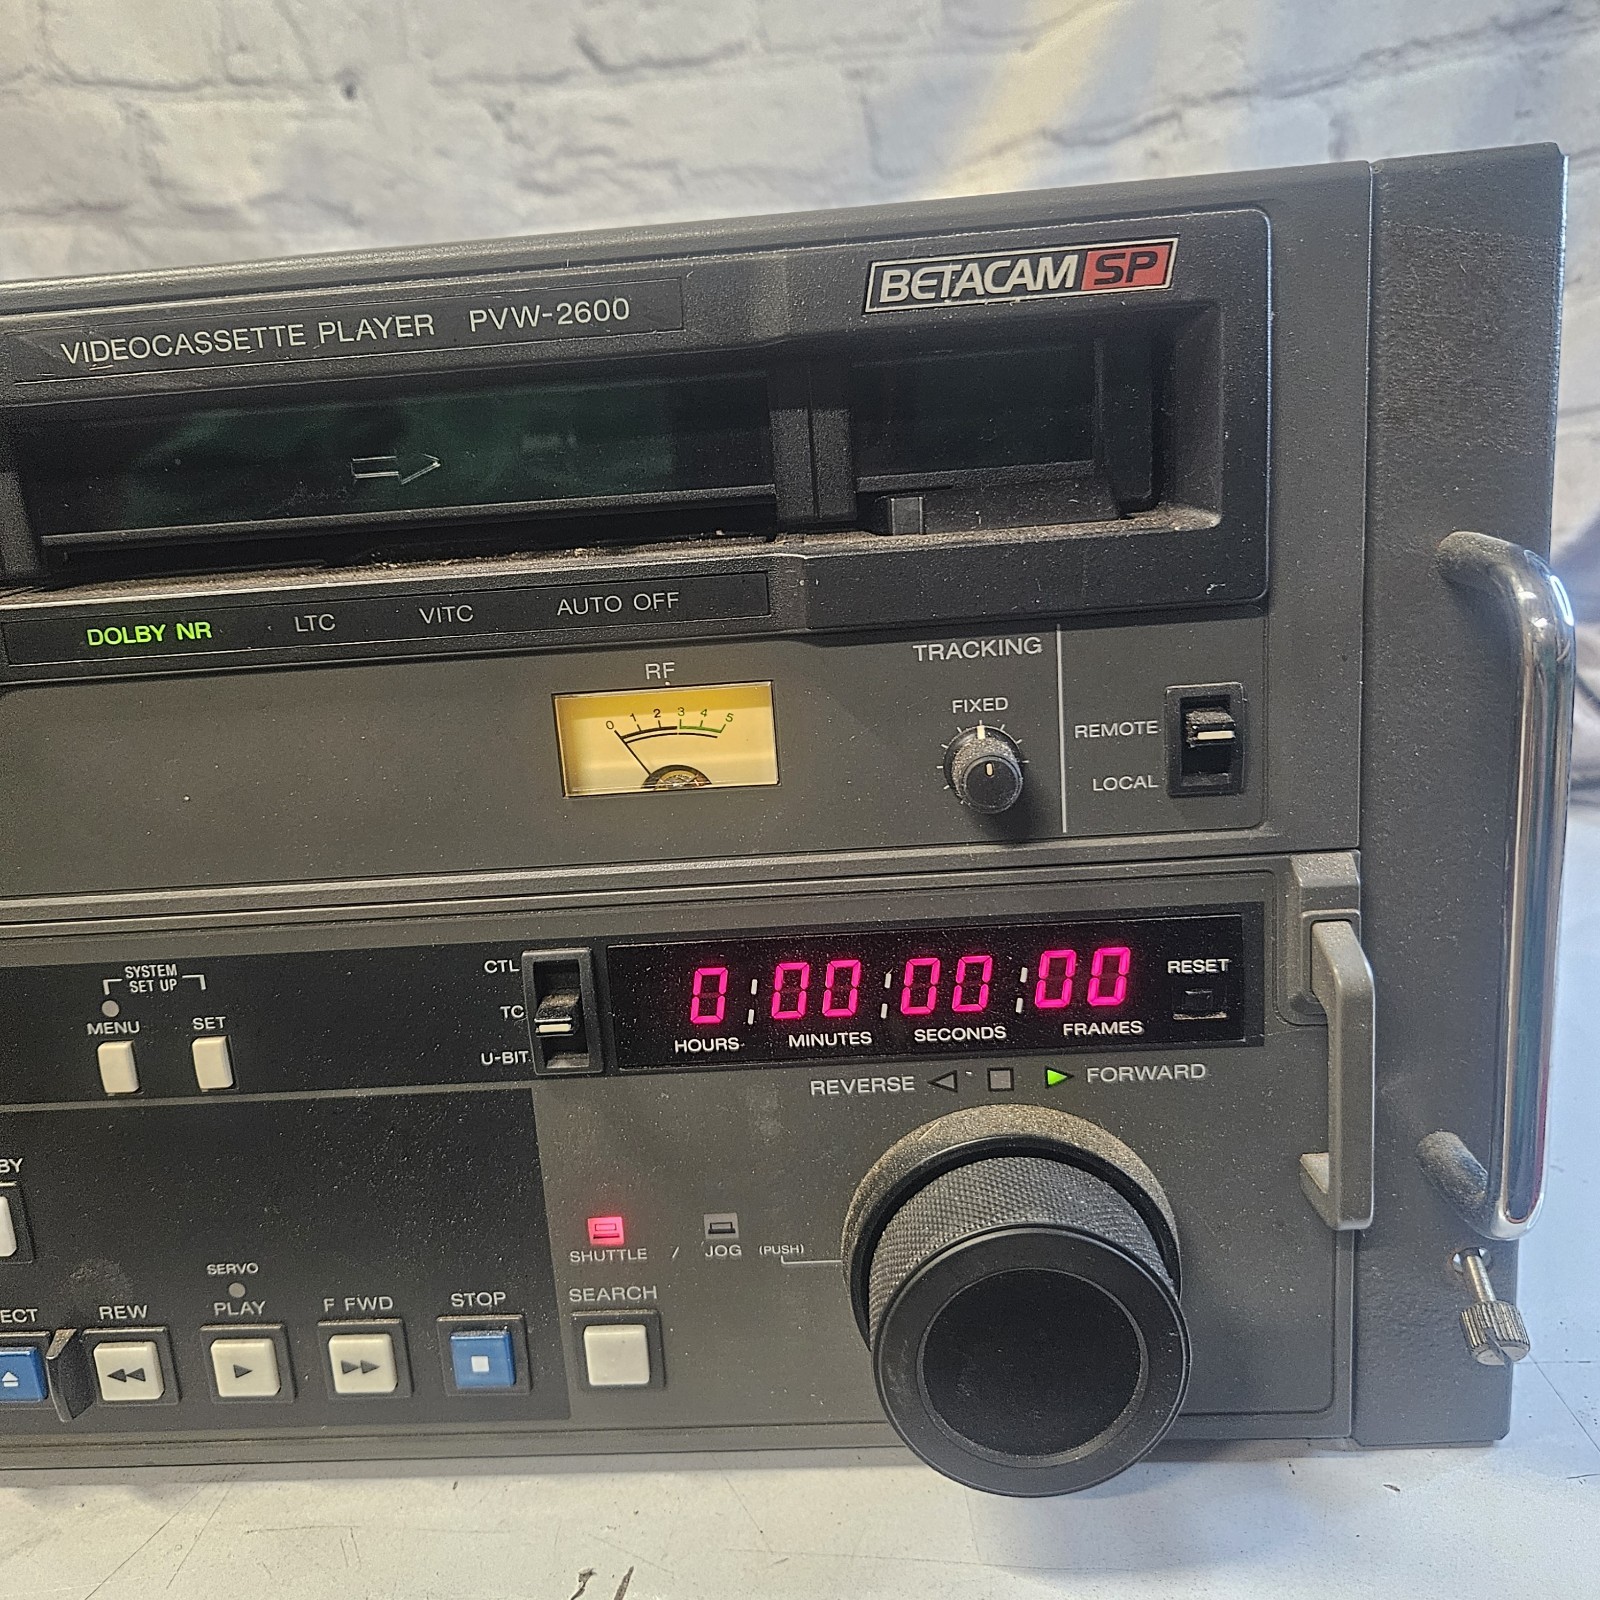 BETACAM SP
VIDEOCASSETTE PLAYER PVW-2600
DOLBY NR LTC VITC AUTO OFF
RF
0 1 2 3 4 5
TRACKING
FIXED
REMOTE
LOCAL
SYSTEM
SET UP
MENU SET
CTL
TC
U-BIT
0:00:00:00
HOURS MINUTES SECONDS FRAMES
RESET
REVERSE FORWARD
BY
SHUTTLE / JOG (PUSH)
SEARCH
SERVO
ECT REW PLAY F FWD STOP